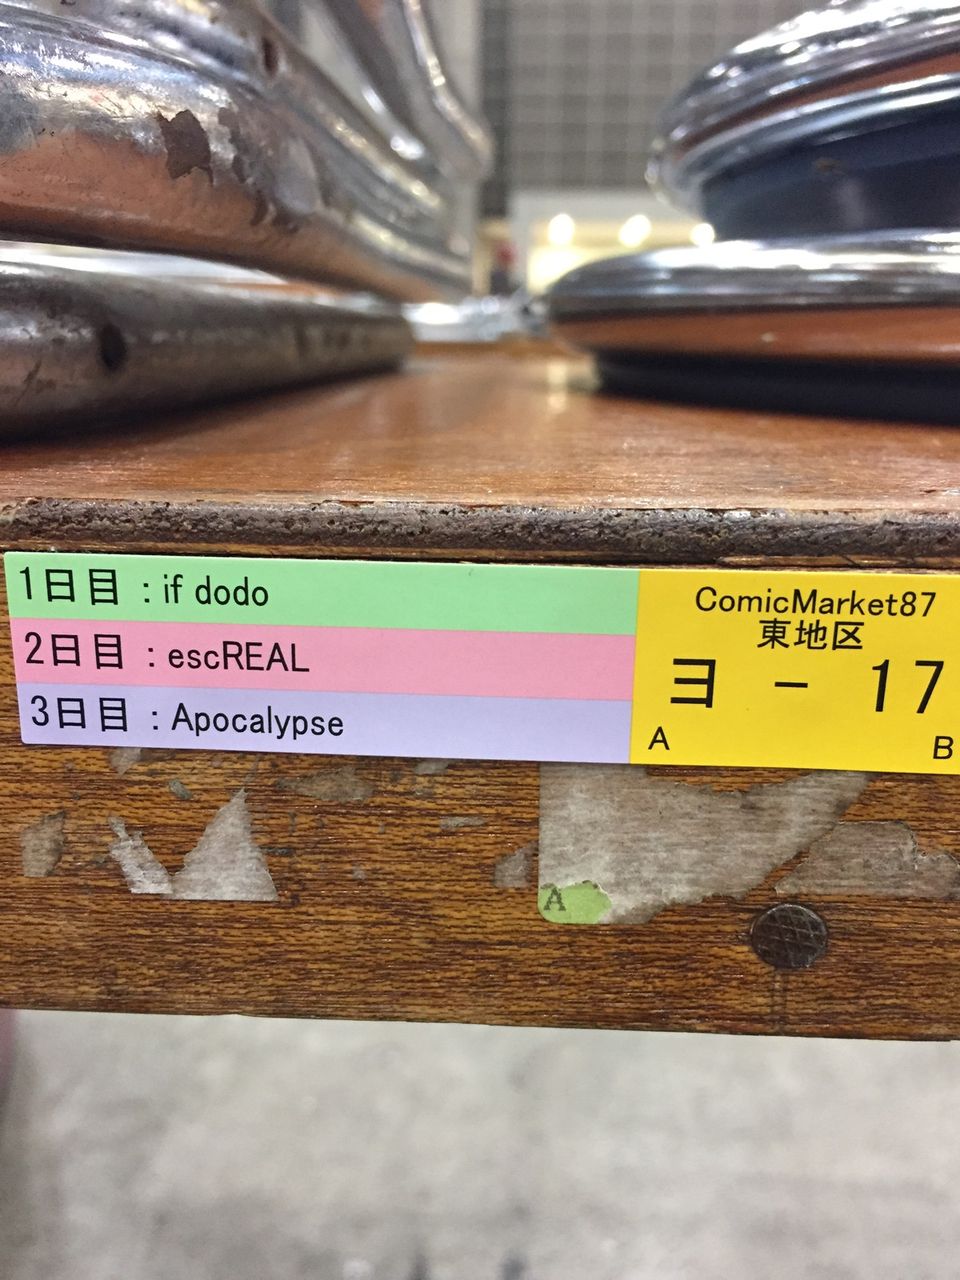 1日目 : if dodo
2日目 : escREAL
3日目 : Apocalypse
ComicMarket87
東地区
ヨ - 17
A B
A